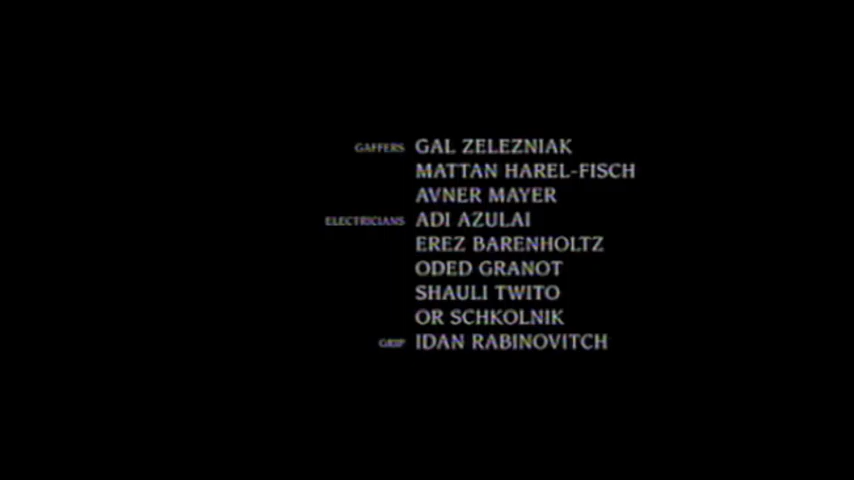 GAFFERS GAL ZELEZNIAK
MATTAN HAREL-FISCH
AVNER MAYER
ELECTRICIANS ADI AZULAI
EREZ BARENHOLTZ
ODED GRANOT
SHAULI TWITO
OR SCHKOLNIK
GRIP IDAN RABINOVITCH